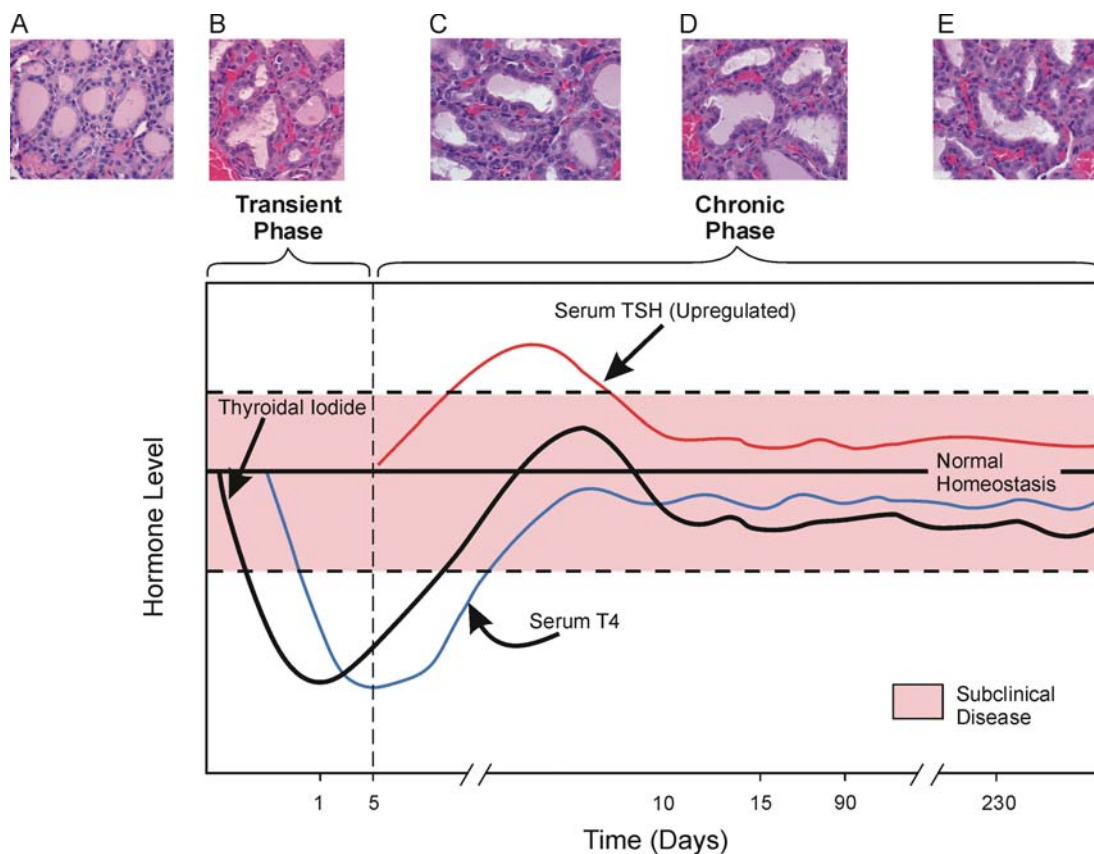 A
B
C
D
E
Transient
Phase
Chronic
Phase
Serum TSH (Upregulated)
Thyroidal Iodide
Normal
Homeostasis
Serum T4
Subclinical
Disease
Hormone Level
1
5
10
15
90
230
Time (Days)